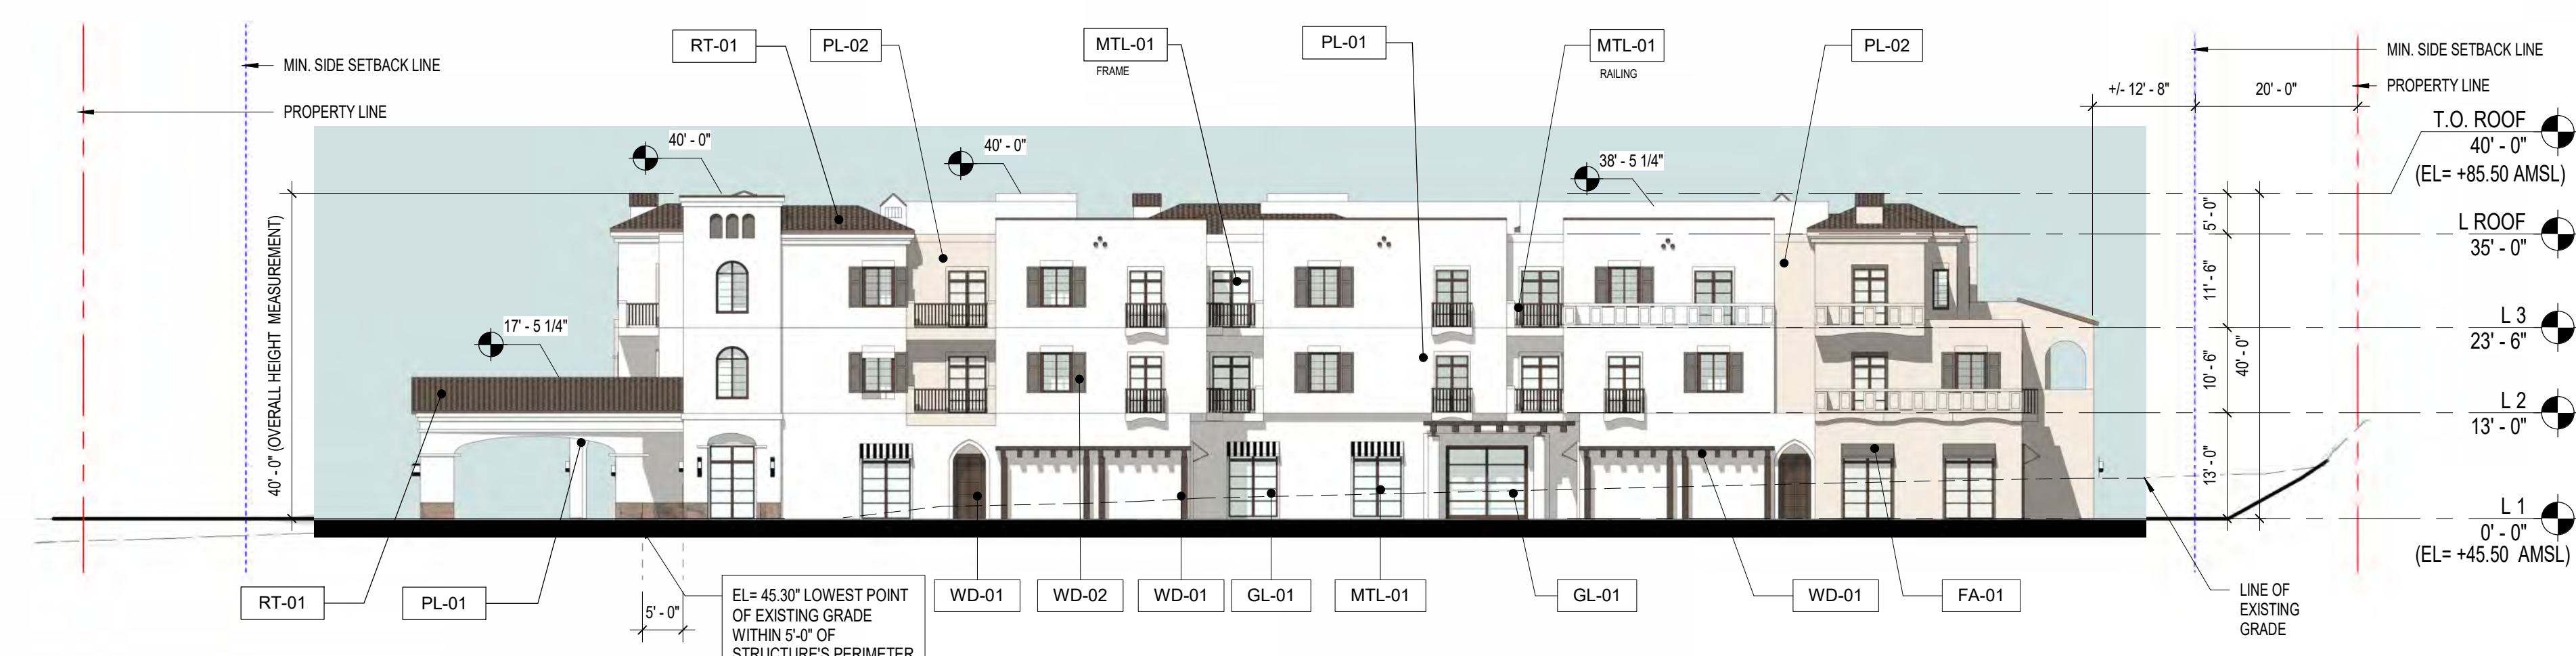 RT-01
PL-02
MTL-01
FRAME
PL-01
MTL-01
RAILING
PL-02
MIN. SIDE SETBACK LINE
PROPERTY LINE
MIN. SIDE SETBACK LINE
PROPERTY LINE
+/- 12' - 8"
20' - 0"
T.O. ROOF
40' - 0"
(EL= +85.50 AMSL)
40' - 0"
40' - 0"
38' - 5 1/4"
17' - 5 1/4"
40' - 0" (OVERALL HEIGHT MEASUREMENT)
5' - 0"
11' - 6"
10' - 6"
13' - 0"
40' - 0"
L ROOF
35' - 0"
L 3
23' - 6"
L 2
13' - 0"
L 1
0' - 0"
(EL= +45.50 AMSL)
RT-01
PL-01
5' - 0"
EL= 45.30" LOWEST POINT
OF EXISTING GRADE
WITHIN 5'-0" OF
STRUCTURE'S PERIMETER
WD-01
WD-02
WD-01
GL-01
MTL-01
GL-01
WD-01
FA-01
LINE OF
EXISTING
GRADE